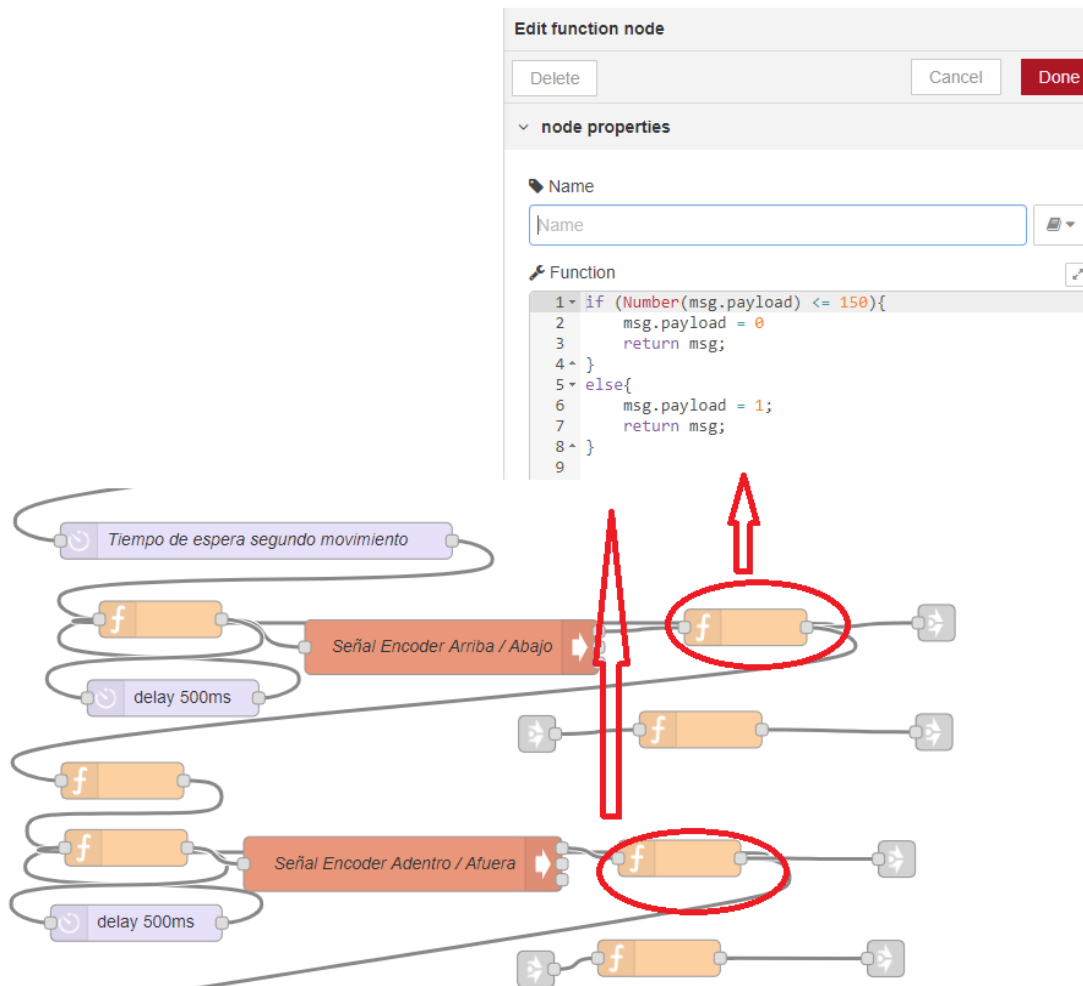 Edit function node
Delete
Cancel
Done
node properties
Name
Name
Function
1 if (Number(msg.payload) <= 150){
2 msg.payload = 0
3 return msg;
4 }
5 else{
6 msg.payload = 1;
7 return msg;
8 }
9
Tiempo de espera segundo movimiento
f
Señal Encoder Arriba / Abajo
f
delay 500ms
f
f
f
Señal Encoder Adentro / Afuera
f
delay 500ms
f